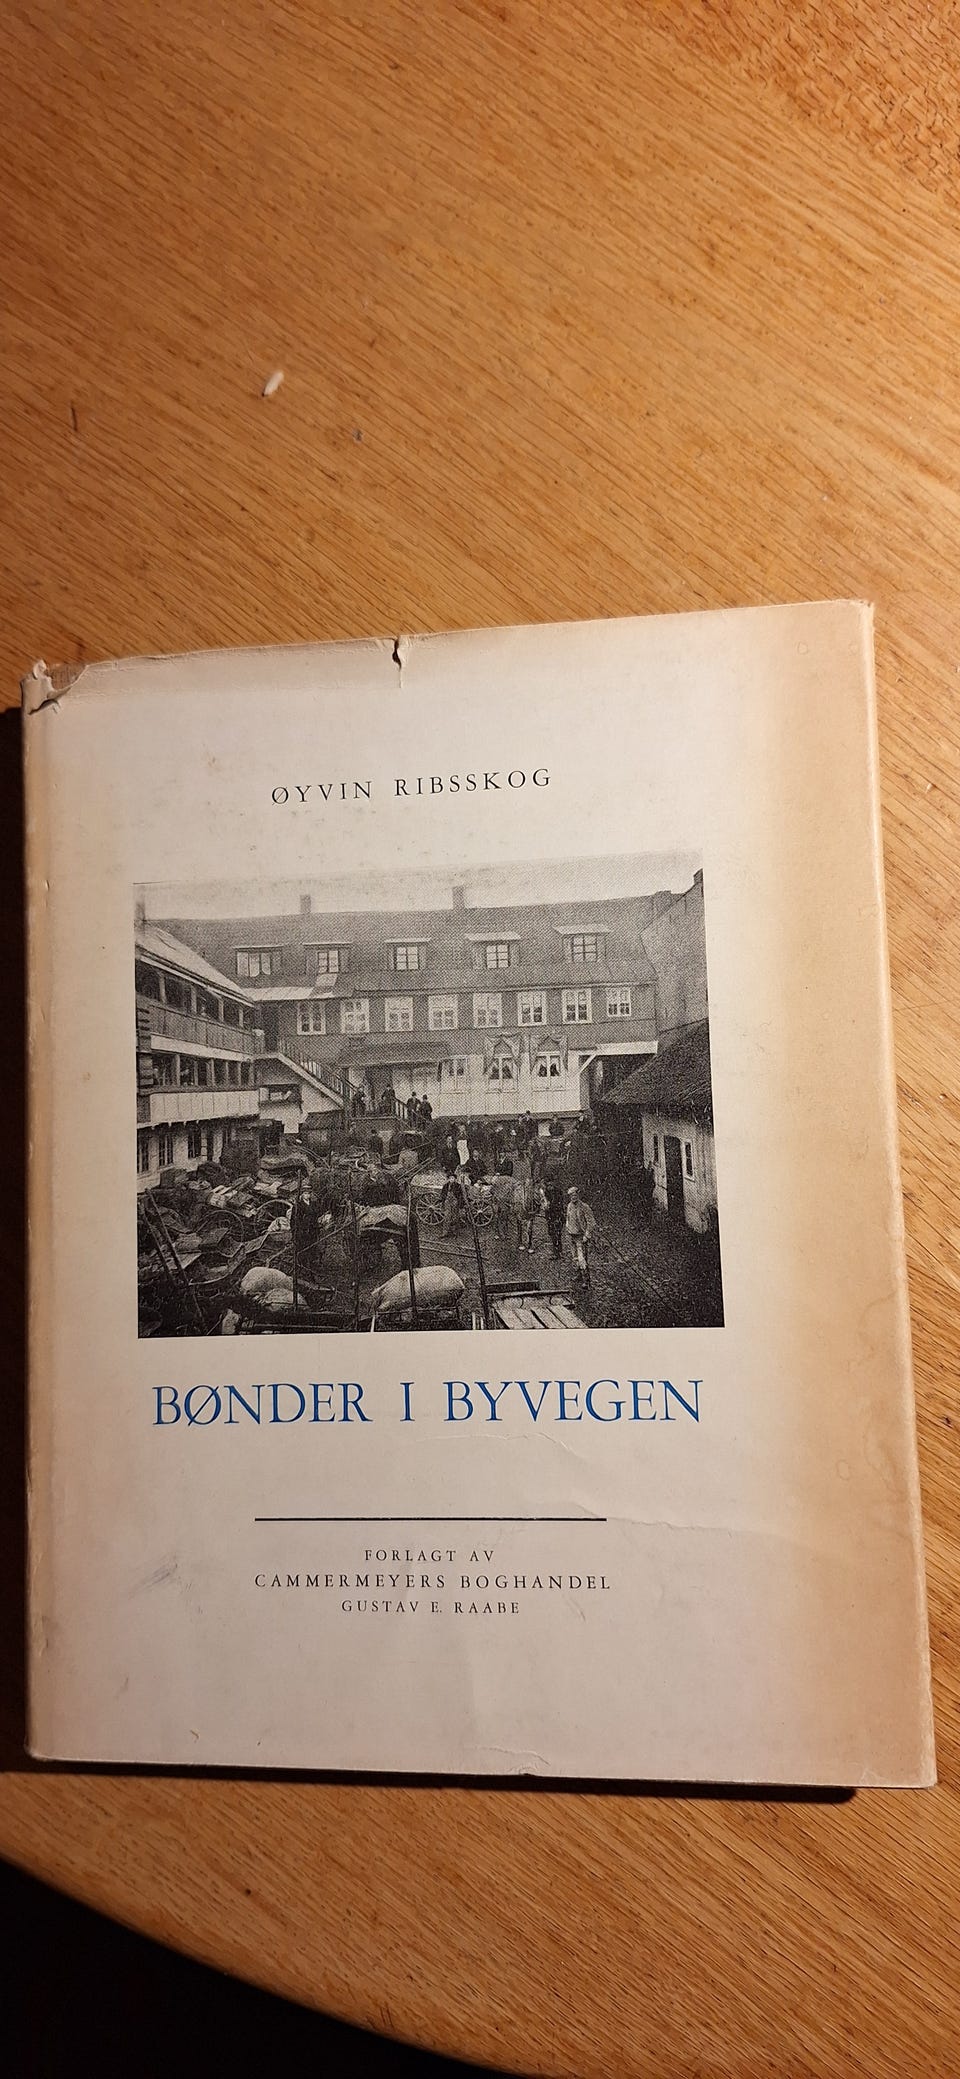 ØYVIN RIBSSKOG
BØNDER I BYVEGEN
FORLAGT AV
CAMMERMEYERS BOGHANDEL
GUSTAV E. RAABE